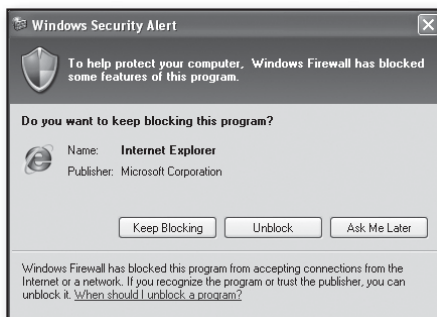 Windows Security Alert
To help protect your computer, Windows Firewall has blocked
some features of this program.
Do you want to keep blocking this program?
Name: Internet Explorer
Publisher: Microsoft Corporation
Keep Blocking Unblock Ask Me Later
Windows Firewall has blocked this program from accepting connections from the
Internet or a network. If you recognize the program or trust the publisher, you can
unblock it. When should I unblock a program?